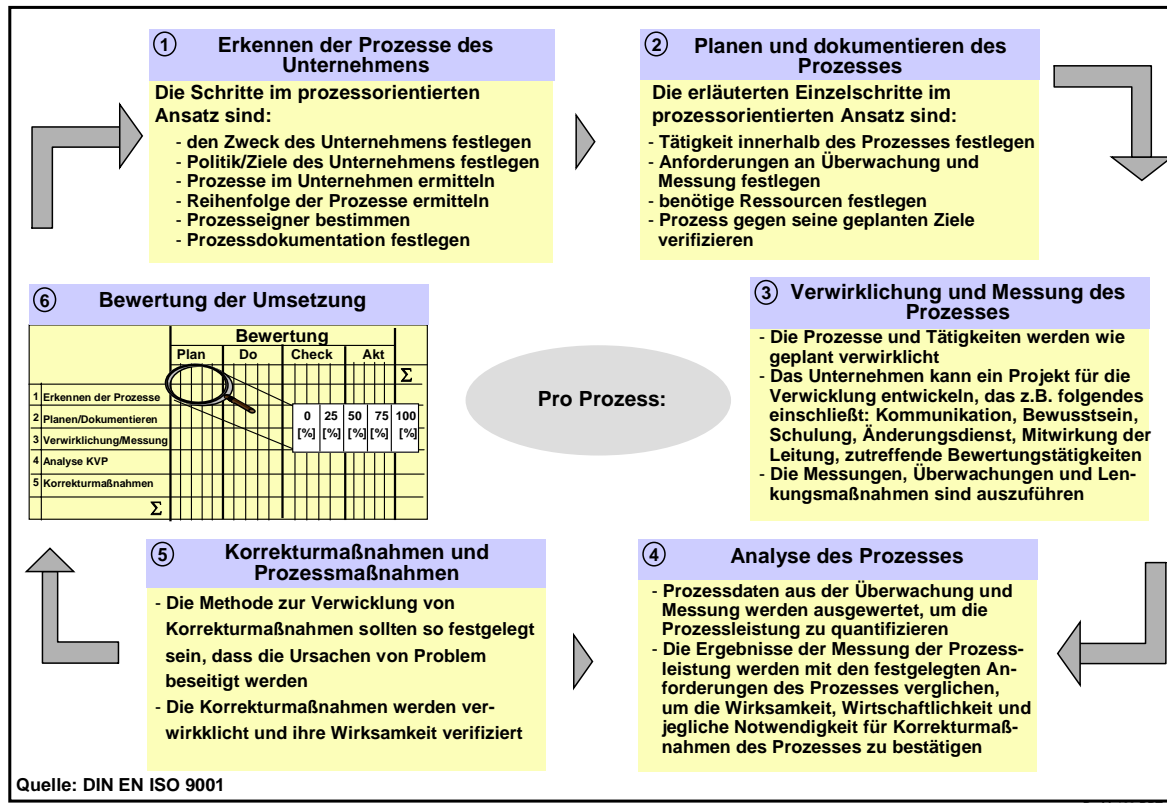 ① Erkennen der Prozesse des
Unternehmens
Die Schritte im prozessorientierten
Ansatz sind:
- den Zweck des Unternehmens festlegen
- Politik/Ziele des Unternehmens festlegen
- Prozesse im Unternehmen ermitteln
- Reihenfolge der Prozesse ermitteln
- Prozesseigner bestimmen
- Prozessdokumentation festlegen
② Planen und dokumentieren des
Prozesses
Die erläuterten Einzelschritte im
prozessorientierten Ansatz sind:
- Tätigkeit innerhalb des Prozesses festlegen
- Anforderungen an Überwachung und
Messung festlegen
- benötige Ressourcen festlegen
- Prozess gegen seine geplanten Ziele
verifizieren
③ Verwirklichung und Messung des
Prozesses
- Die Prozesse und Tätigkeiten werden wie
geplant verwirklicht
- Das Unternehmen kann ein Projekt für die
Verwicklung entwickeln, das z.B. folgendes
einschließt: Kommunikation, Bewusstsein,
Schulung, Änderungsdienst, Mitwirkung der
Leitung, zutreffende Bewertungstätigkeiten
- Die Messungen, Überwachungen und Len-
kungsmaßnahmen sind auszuführen
Pro Prozess:
④ Analyse des Prozesses
- Prozessdaten aus der Überwachung und
Messung werden ausgewertet, um die
Prozessleistung zu quantifizieren
- Die Ergebnisse der Messung der Prozess-
leistung werden mit den festgelegten An-
forderungen des Prozesses verglichen,
um die Wirksamkeit, Wirtschaftlichkeit und
jegliche Notwendigkeit für Korrekturmaß-
nahmen des Prozesses zu bestätigen
⑤ Korrekturmaßnahmen und
Prozessmaßnahmen
- Die Methode zur Verwicklung von
Korrekturmaßnahmen sollten so festgelegt
sein, dass die Ursachen von Problem
beseitigt werden
- Die Korrekturmaßnahmen werden ver-
wirkklicht und ihre Wirksamkeit verifiziert
⑥ Bewertung der Umsetzung
Bewertung
Plan Do Check Akt
Σ
1 Erkennen der Prozesse
2 Planen/Dokumentieren
3 Verwirklichung/Messung
4 Analyse KVP
5 Korrekturmaßnahmen
Σ
0 25 50 75 100
[%] [%] [%] [%] [%]
Quelle: DIN EN ISO 9001